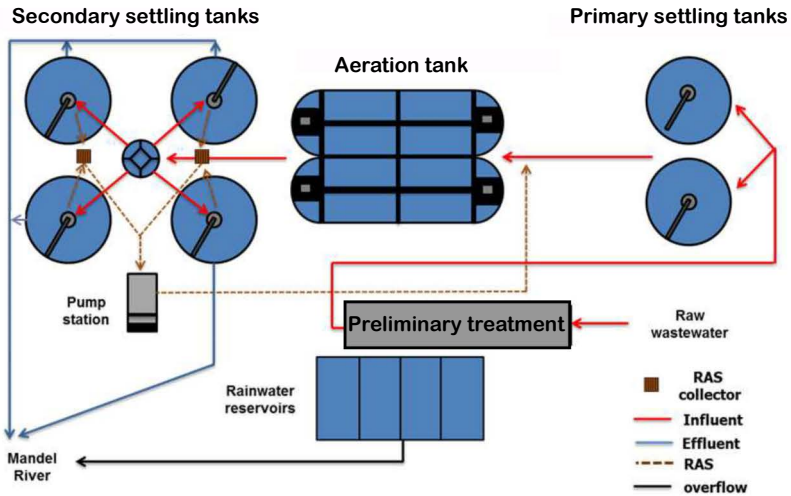 Secondary settling tanks
Primary settling tanks
Aeration tank
Pump
station
Preliminary treatment
Raw
wastewater
Rainwater
reservoirs
RAS
collector
Influent
Effluent
RAS
overflow
Mandel
River